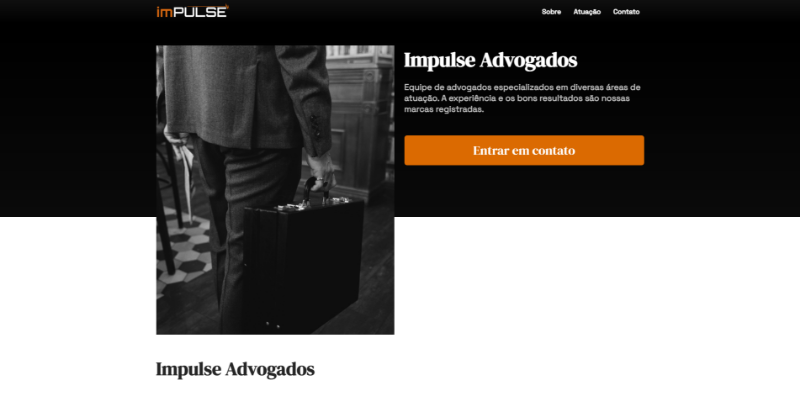 imPULSE
Sobre Atuação Contato
Impulse Advogados
Equipe de advogados especializados em diversas áreas de
atuação. A experiência e os bons resultados são nossas
marcas registradas.
Entrar em contato
Impulse Advogados